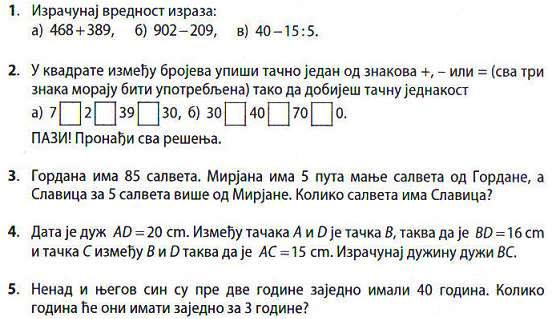 1. Израчунај вредност израза:
а) 468+389, б) 902−209, в) 40−15:5.
2. У квадрате између бројева упиши тачно један од знакова +, – или = (сва три
знака морају бити употребљена) тако да добијеш тачну једнакост
а) 7□2□39□30, б) 30□40□70□0.
ПАЗИ! Пронађи сва решења.
3. Гордана има 85 салвета. Мирјана има 5 пута мање салвета од Гордане, а
Славица за 5 салвета више од Мирјане. Колико салвета има Славица?
4. Дата је дуж AD=20 cm. Између тачака A и D је тачка B, таква да је BD=16 cm
и тачка C између B и D таква да је AC=15 cm. Израчунај дужину дужи BC.
5. Ненад и његов син су пре две године заједно имали 40 година. Колико
година ће они имати заједно за 3 године?